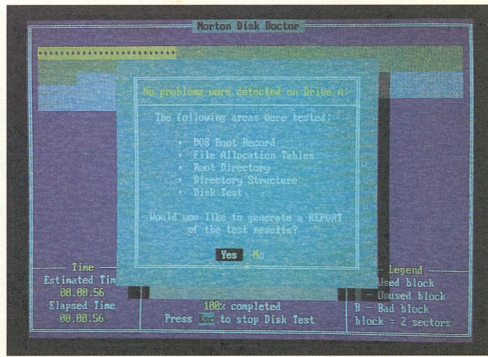 Norton Disk Doctor
No problems were detected on Drive A:
The following areas were tested:
• DOS Boot Record
• File Allocation Tables
• Root Directory
• Directory Structure
• Disk Test
Would you like to generate a REPORT
of the test results?
Yes No
Time
Estimated Tim
00.00.56
Elapsed Time
00.00.56
100% completed
Press Esc to stop Disk Test
Legend
Used block
- Unused block
B - Bad block
block = 2 sectors